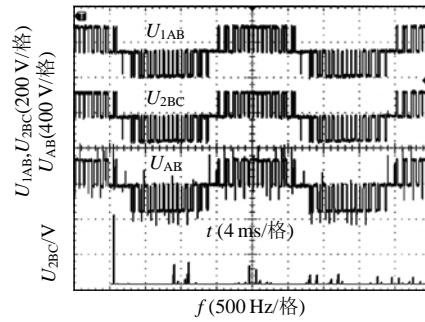 U1AB,U2BC(200 V/格)
UAB(400 V/格)
U2BC/V
U1AB
U2BC
UAB
t (4 ms/格)
f (500 Hz/格)